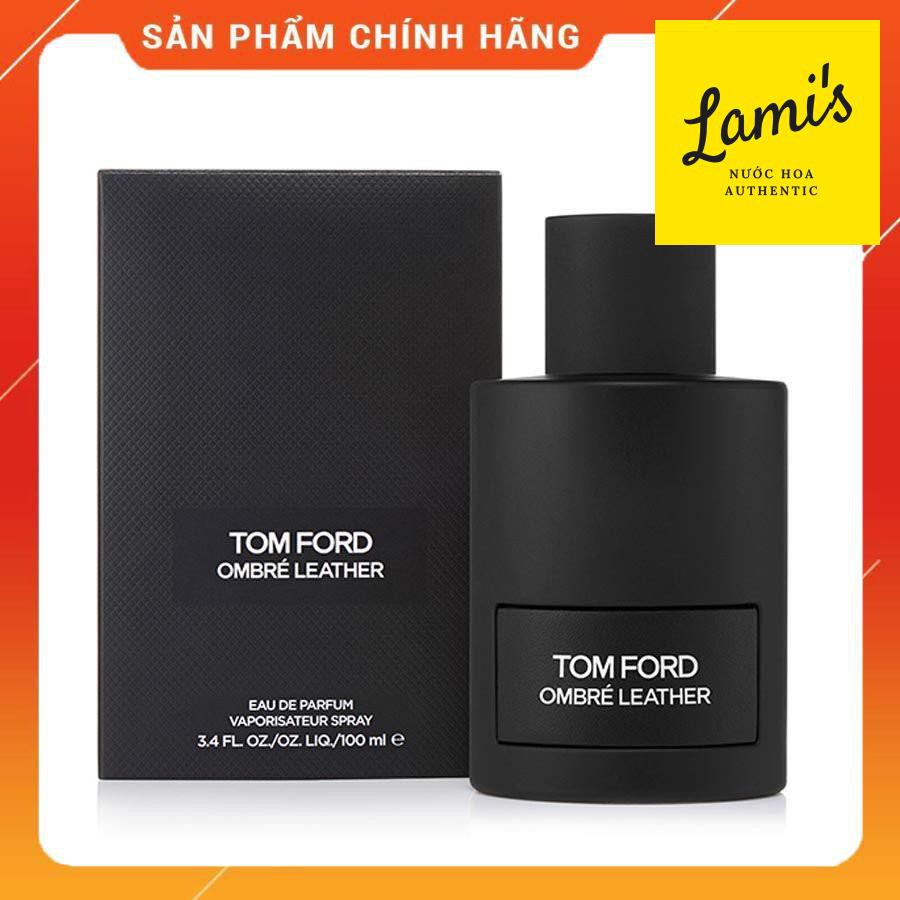 SẢN PHẨM CHÍNH HÃNG
Lami's
NƯỚC HOA
AUTHENTIC
TOM FORD
OMBRÉ LEATHER
EAU DE PARFUM
VAPORISATEUR SPRAY
3.4 FL. OZ./OZ. LIQ./100 ml ℮
TOM FORD
OMBRÉ LEATHER